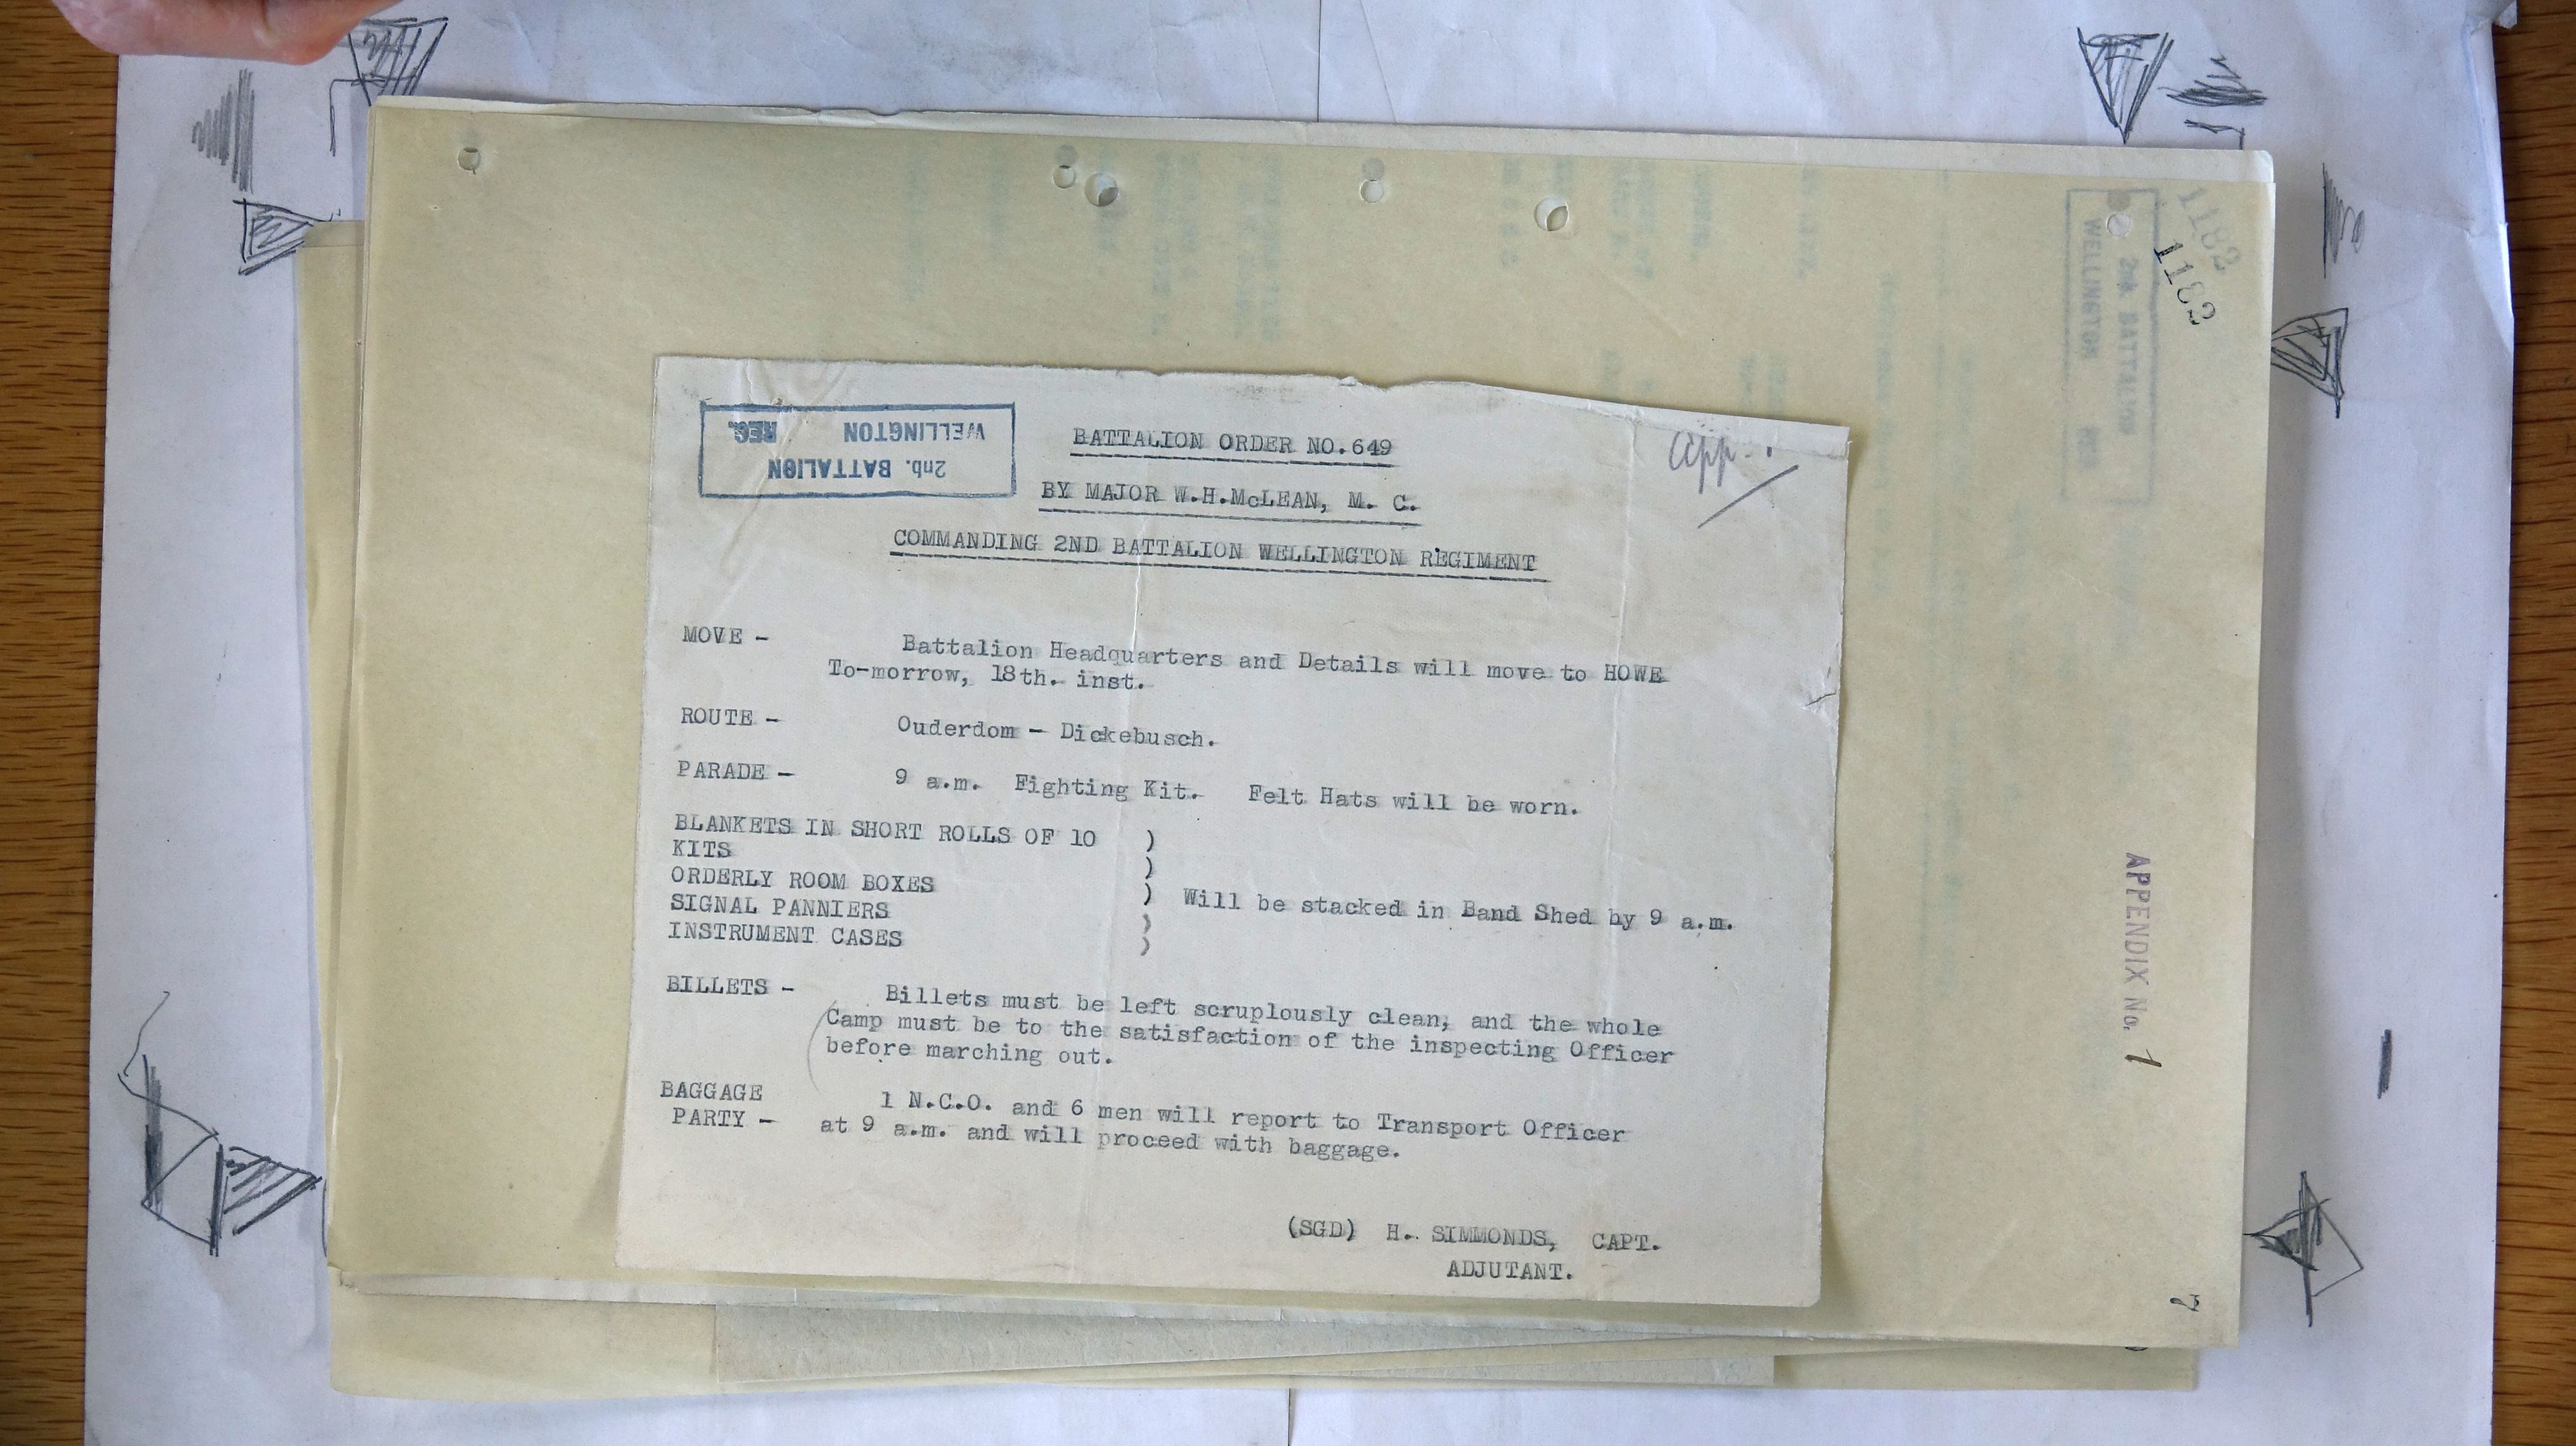 1182
2nb. BATTALION
WELLINGTON REG.
App. 1
BATTALION ORDER NO.649
BY MAJOR W.H.McLEAN, M. C.
COMMANDING 2ND BATTALION WELLINGTON REGIMENT
MOVE - Battalion Headquarters and Details will move to HOWE
To-morrow, 18th. inst.
ROUTE - Ouderdom - Dickebusch.
PARADE - 9 a.m. Fighting Kit. Felt Hats will be worn.
BLANKETS IN SHORT ROLLS OF 10 )
KITS )
ORDERLY ROOM BOXES ) Will be stacked in Band Shed by 9 a.m.
SIGNAL PANNIERS )
INSTRUMENT CASES )
BILLETS - Billets must be left scruplously clean, and the whole
Camp must be to the satisfaction of the inspecting Officer
before marching out.
BAGGAGE 1 N.C.O. and 6 men will report to Transport Officer
PARTY - at 9 a.m. and will proceed with baggage.
(SGD) H. SIMMONDS, CAPT.
ADJUTANT.
APPENDIX No. 1
2nb. BATTALION
WELLINGTON REG